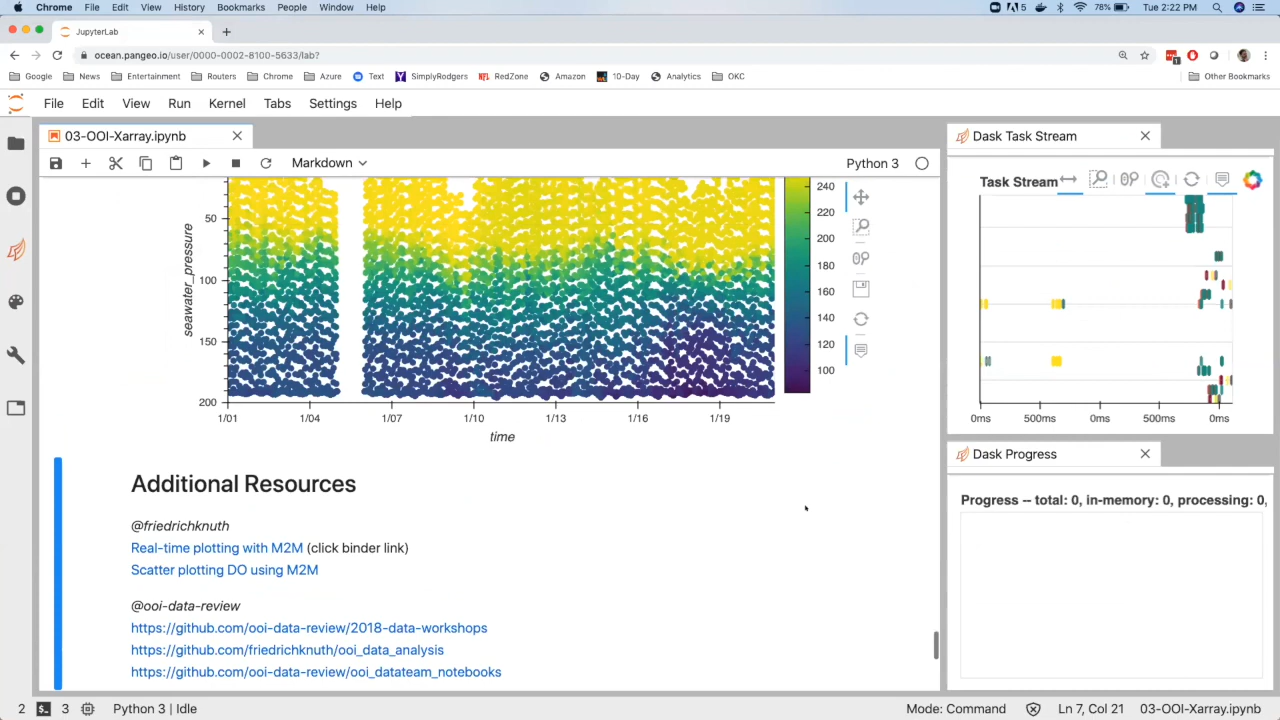 Chrome File Edit View History Bookmarks People Window Help 5 78% Tue 2:22 PM
JupyterLab
ocean.pangeo.io/user/0000-0002-8100-5633/lab? 1
Google News Entertainment Routers Chrome Azure Text SimplyRodgers RedZone Amazon 10-Day Analytics OKC Other Bookmarks
File Edit View Run Kernel Tabs Settings Help
03-OOI-Xarray.ipynb
Markdown Python 3
seawater_pressure
50
100
150
200
1/01 1/04 1/07 1/10 1/13 1/16 1/19
time
240
220
200
180
160
140
120
100
Additional Resources
@friedrichknuth
Real-time plotting with M2M (click binder link)
Scatter plotting DO using M2M
@ooi-data-review
https://github.com/ooi-data-review/2018-data-workshops
https://github.com/friedrichknuth/ooi_data_analysis
https://github.com/ooi-data-review/ooi_datateam_notebooks
Dask Task Stream
Task Stream
0ms 500ms 0ms 500ms 0ms
Dask Progress
Progress -- total: 0, in-memory: 0, processing: 0,
2 3 Python 3 | Idle Mode: Command Ln 7, Col 21 03-OOI-Xarray.ipynb